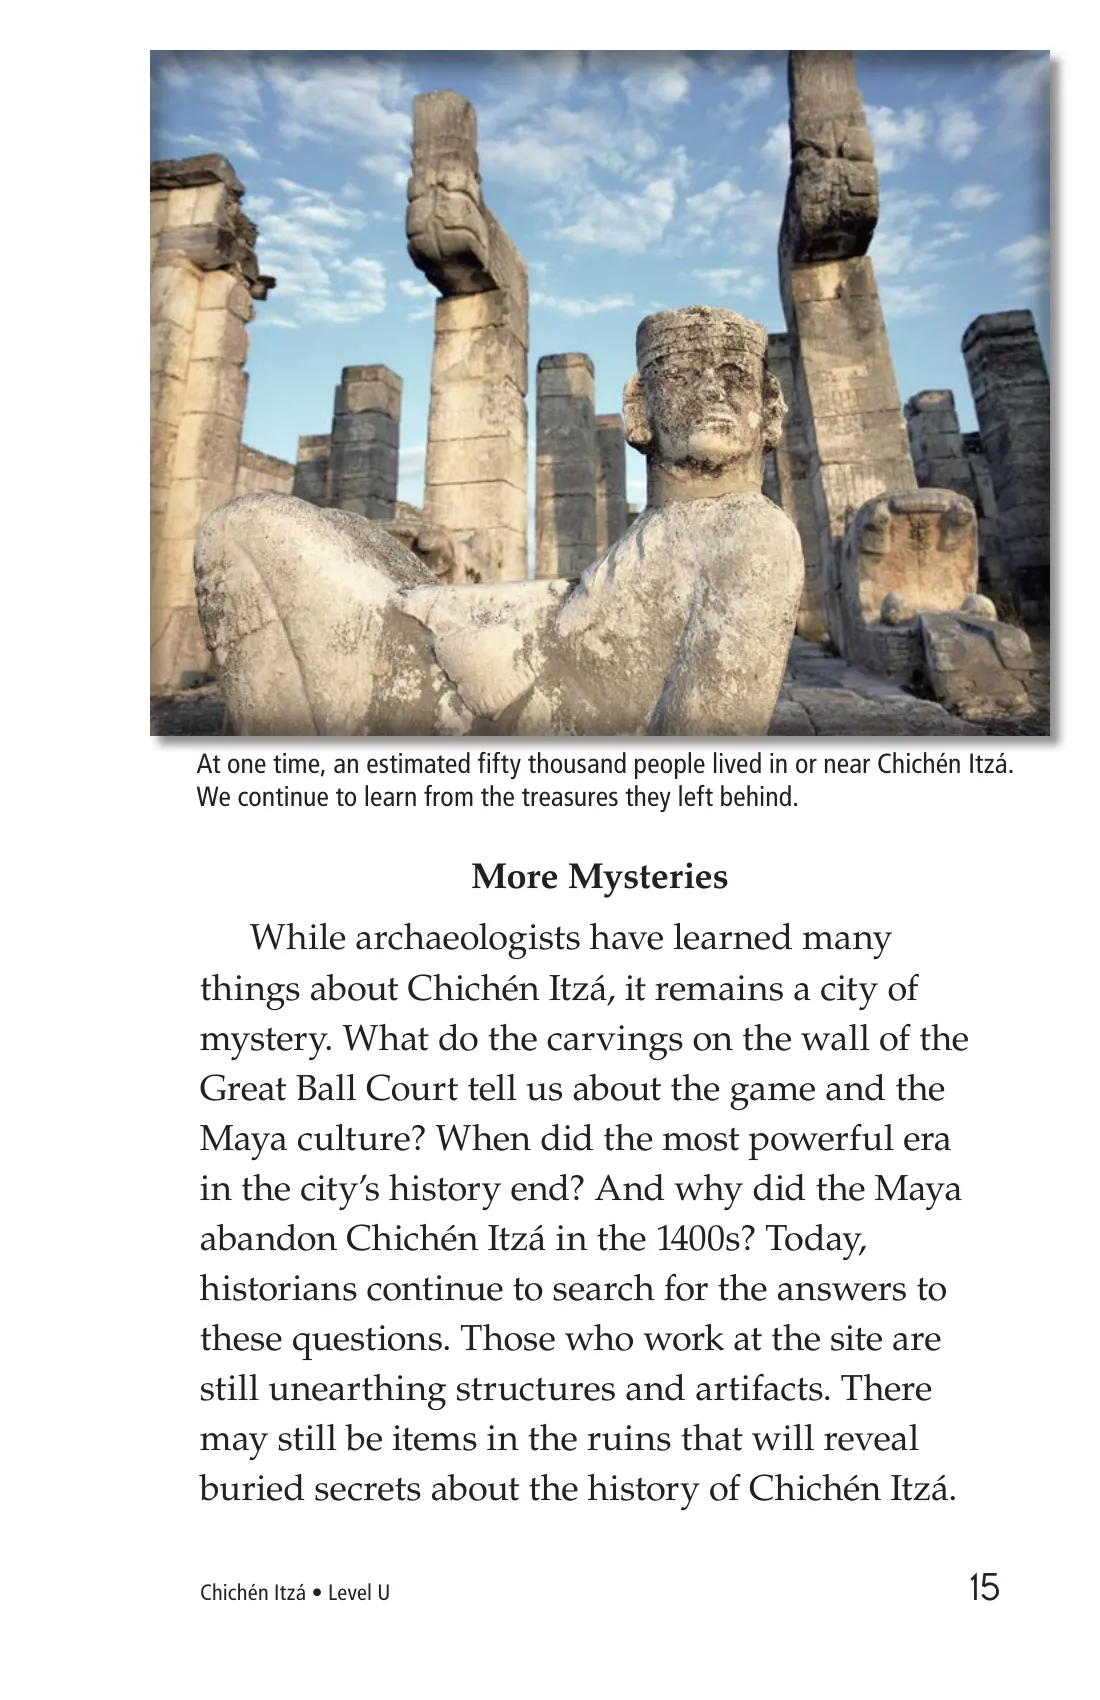 At one time, an estimated fifty thousand people lived in or near Chichén Itzá.
We continue to learn from the treasures they left behind.
More Mysteries
While archaeologists have learned many
things about Chichén Itzá, it remains a city of
mystery. What do the carvings on the wall of the
Great Ball Court tell us about the game and the
Maya culture? When did the most powerful era
in the city’s history end? And why did the Maya
abandon Chichén Itzá in the 1400s? Today,
historians continue to search for the answers to
these questions. Those who work at the site are
still unearthing structures and artifacts. There
may still be items in the ruins that will reveal
buried secrets about the history of Chichén Itzá.
Chichén Itzá • Level U
15